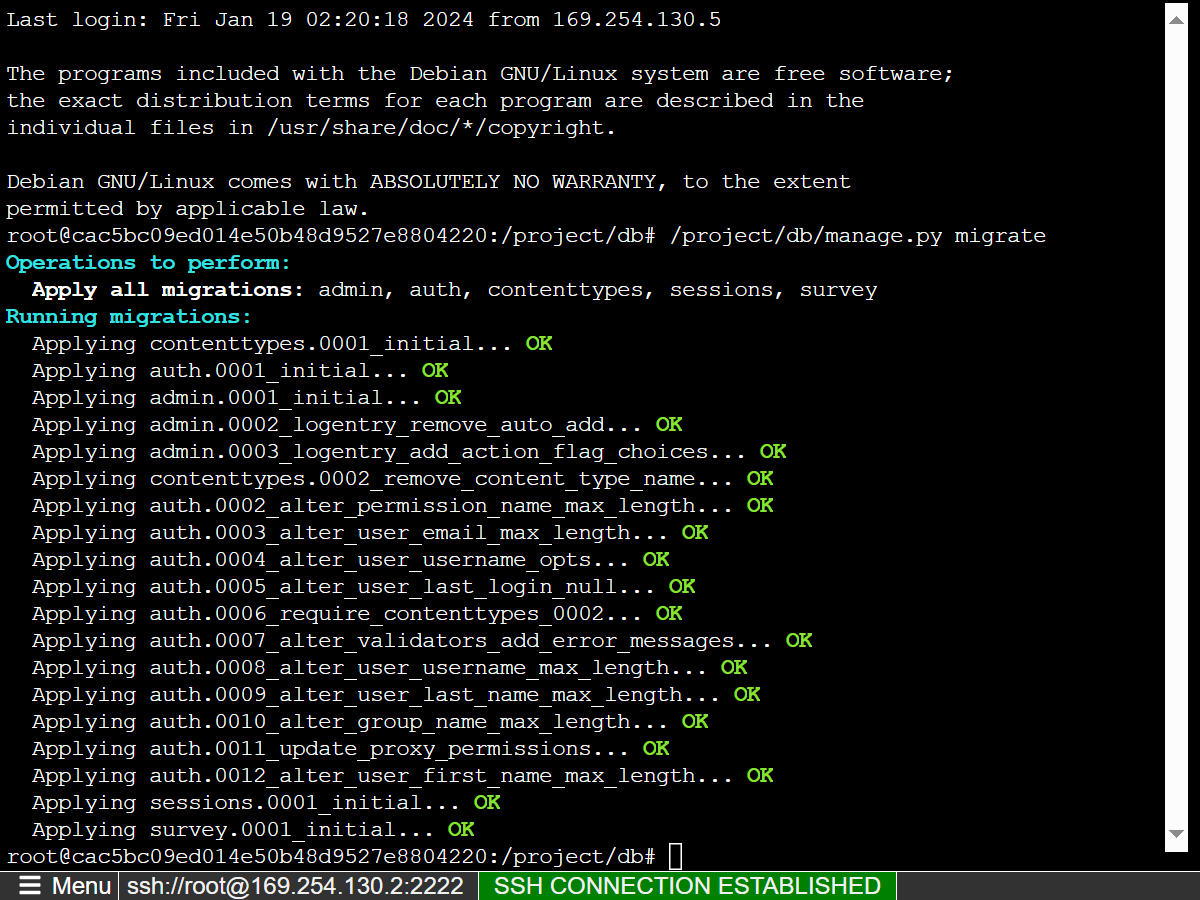 Last login: Fri Jan 19 02:20:18 2024 from 169.254.130.5
The programs included with the Debian GNU/Linux system are free software;
the exact distribution terms for each program are described in the
individual files in /usr/share/doc/*/copyright.
Debian GNU/Linux comes with ABSOLUTELY NO WARRANTY, to the extent
permitted by applicable law.
root@cac5bc09ed014e50b48d9527e8804220:/project/db# /project/db/manage.py migrate
Operations to perform:
  Apply all migrations: admin, auth, contenttypes, sessions, survey
Running migrations:
  Applying contenttypes.0001_initial... OK
  Applying auth.0001_initial... OK
  Applying admin.0001_initial... OK
  Applying admin.0002_logentry_remove_auto_add... OK
  Applying admin.0003_logentry_add_action_flag_choices... OK
  Applying contenttypes.0002_remove_content_type_name... OK
  Applying auth.0002_alter_permission_name_max_length... OK
  Applying auth.0003_alter_user_email_max_length... OK
  Applying auth.0004_alter_user_username_opts... OK
  Applying auth.0005_alter_user_last_login_null... OK
  Applying auth.0006_require_contenttypes_0002... OK
  Applying auth.0007_alter_validators_add_error_messages... OK
  Applying auth.0008_alter_user_username_max_length... OK
  Applying auth.0009_alter_user_last_name_max_length... OK
  Applying auth.0010_alter_group_name_max_length... OK
  Applying auth.0011_update_proxy_permissions... OK
  Applying auth.0012_alter_user_first_name_max_length... OK
  Applying sessions.0001_initial... OK
  Applying survey.0001_initial... OK
root@cac5bc09ed014e50b48d9527e8804220:/project/db#
Menu ssh://root@169.254.130.2:2222 SSH CONNECTION ESTABLISHED